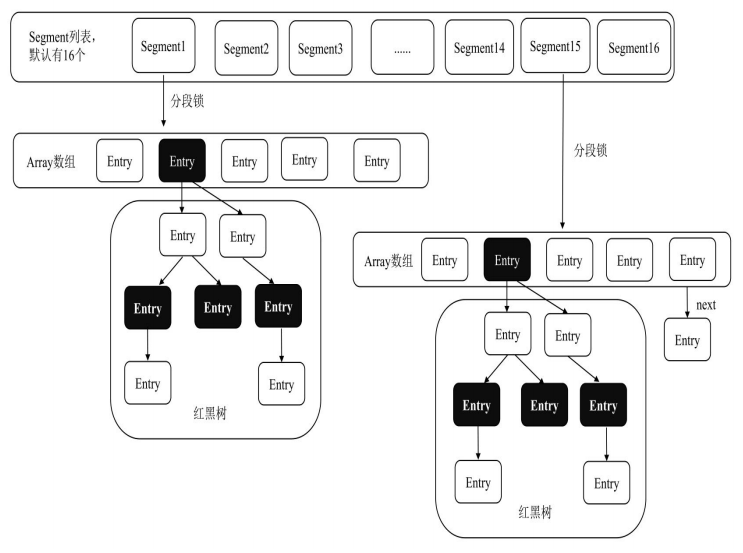 Segment列表,
默认有16个
Segment1
Segment2
Segment3
......
Segment14
Segment15
Segment16
分段锁
分段锁
Array数组
Entry
Entry
Entry
Entry
Entry
Entry
Entry
Entry
Entry
Entry
Entry
Entry
红黑树
Array数组
Entry
Entry
Entry
Entry
Entry
next
Entry
Entry
Entry
Entry
Entry
Entry
Entry
Entry
红黑树